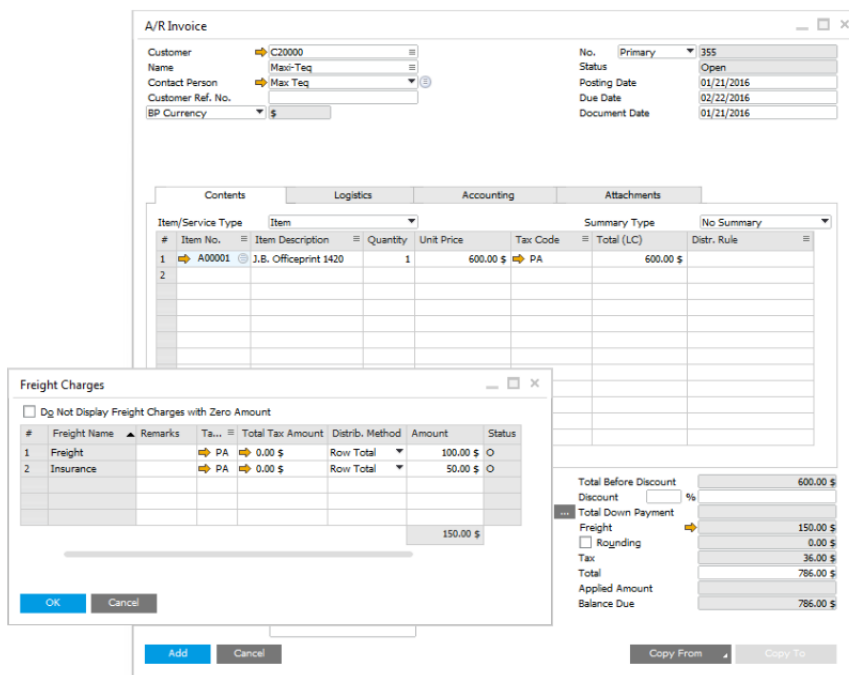 A/R Invoice
Customer C20000 No. Primary 355
Name Maxi-Teq Status Open
Contact Person Max Teq Posting Date 01/21/2016
Customer Ref. No. Due Date 02/22/2016
BP Currency $ Document Date 01/21/2016
Contents Logistics Accounting Attachments
Item/Service Type Item Summary Type No Summary
# Item No. Item Description Quantity Unit Price Tax Code Total (LC) Distr. Rule
1 A00001 J.B. Officeprint 1420 1 600.00 $ PA 600.00 $
2
Freight Charges
Do Not Display Freight Charges with Zero Amount
# Freight Name Remarks Ta... Total Tax Amount Distrib. Method Amount Status
1 Freight PA 0.00 $ Row Total 100.00 $ O
2 Insurance PA 0.00 $ Row Total 50.00 $ O
150.00 $
OK Cancel
Total Before Discount 600.00 $
Discount %
... Total Down Payment
Freight 150.00 $
Rounding 0.00 $
Tax 36.00 $
Total 786.00 $
Applied Amount
Balance Due 786.00 $
Add Cancel Copy From Copy To